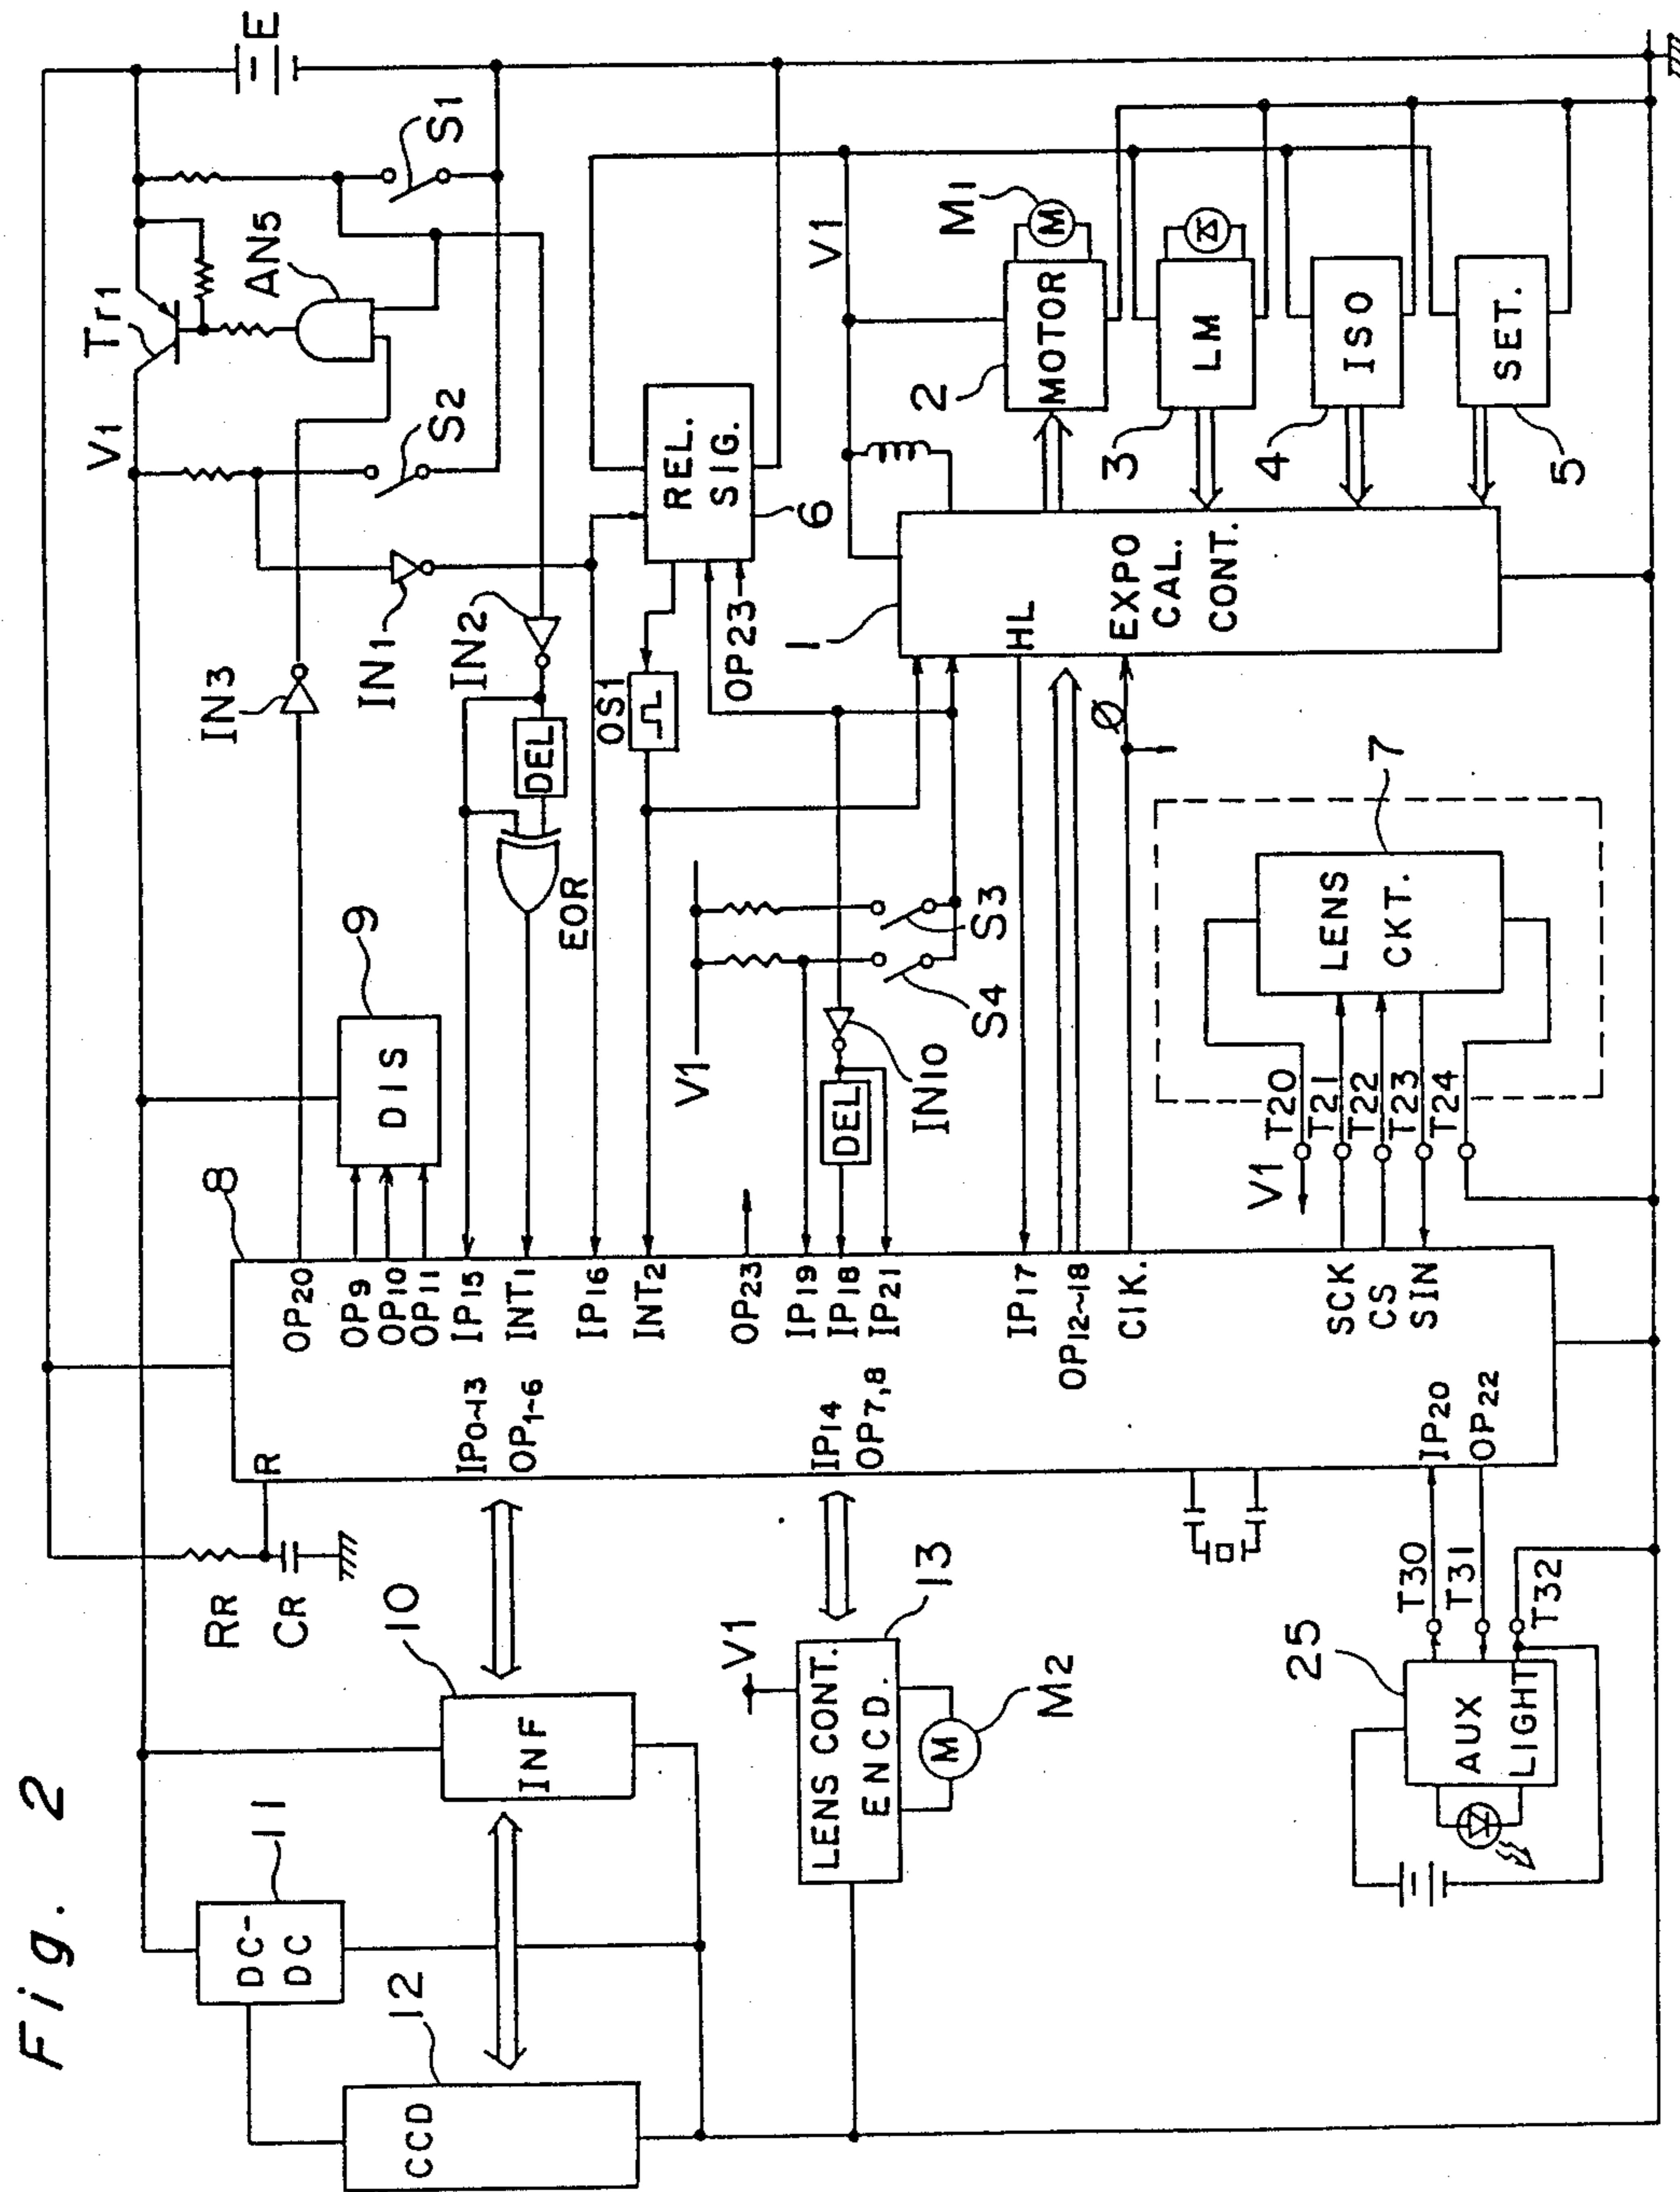 Fig. 2
E
S1
Tr1
AN5
V1
S2
IN3
IN1
IN2
DEL
EOR
OS1
REL.
SIG.
6
OP23
V1
M1
M
2
MOTOR
3
LM
4
ISO
5
SET.
1
HL
EXPO
CAL.
CONT.
Ø
V1
S3
S4
IN10
DEL
7
LENS
CKT.
V1
T20
T21
T22
T23
T24
9
DIS
8
R
OP20
OP9
OP10
OP11
IP15
INT1
IP16
INT2
OP23
IP19
IP18
IP21
IP17
OP12~18
ClK.
SCK
CS
SIN
IP0~13
OP1~6
IP14
OP7,8
IP20
OP22
RR
CR
10
INF
11
DC-
DC
12
CCD
V1
13
LENS CONT.
ENCD.
M
M2
25
AUX
LIGHT
T30
T31
T32